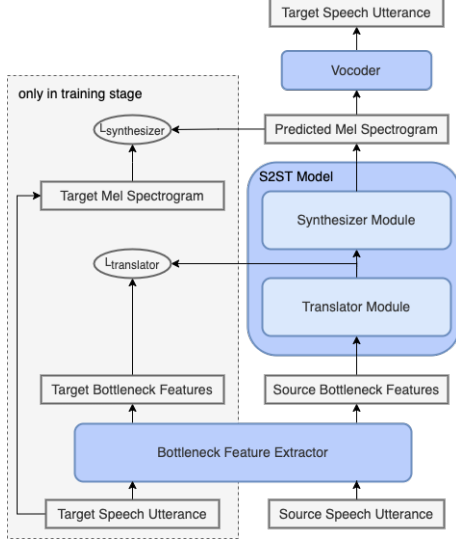 Target Speech Utterance
Vocoder
only in training stage
Lsynthesizer
Predicted Mel Spectrogram
S2ST Model
Target Mel Spectrogram
Synthesizer Module
Ltranslator
Translator Module
Target Bottleneck Features
Source Bottleneck Features
Bottleneck Feature Extractor
Target Speech Utterance
Source Speech Utterance